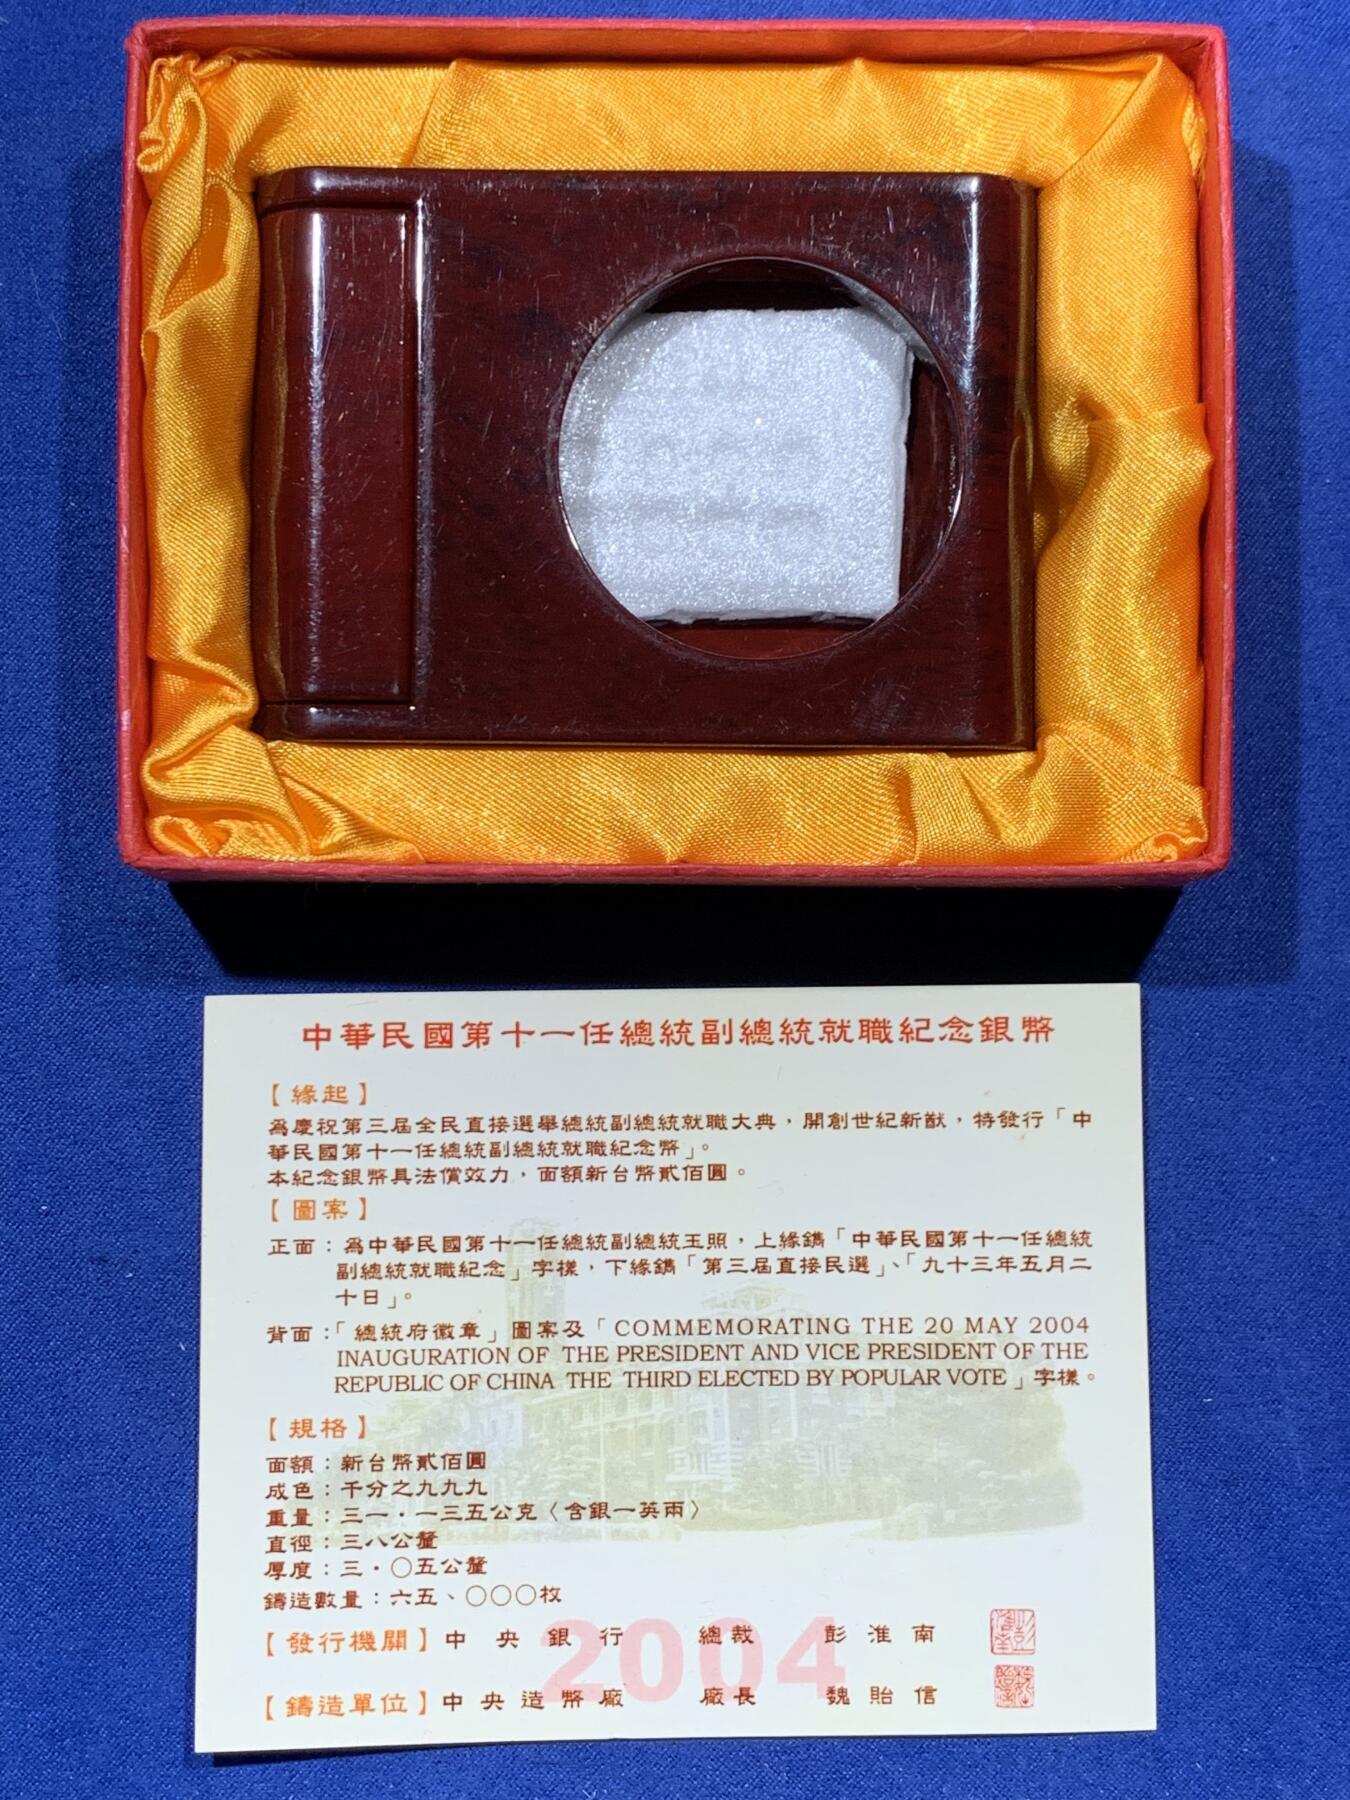 中華民國第十一任總統副總統就職紀念銀幣
【緣起】
為慶祝第三屆全民直接選舉總統副總統就職大典，開創世紀新猷，特發行「中
華民國第十一任總統副總統就職紀念幣」。
本紀念銀幣具法償效力，面額新台幣貳佰圓。
【圖案】
正面：為中華民國第十一任總統副總統玉照，上緣鐫「中華民國第十一任總統
副總統就職紀念」字樣，下緣鐫「第三屆直接民選」、「九十三年五月二
十日」。
背面：「總統府徽章」圖案及「COMMEMORATING THE 20 MAY 2004
INAUGURATION OF THE PRESIDENT AND VICE PRESIDENT OF THE
REPUBLIC OF CHINA THE THIRD ELECTED BY POPULAR VOTE」字樣。
【規格】
面額：新台幣貳佰圓
成色：千分之九九九
重量：三一．一三五公克〈含銀一英兩〉
直徑：三八公釐
厚度：三．○五公釐
鑄造數量：六五、○○○枚
2004
【發行機關】中央銀行 總裁 彭淮南
【鑄造單位】中央造幣廠 廠長 魏貽信